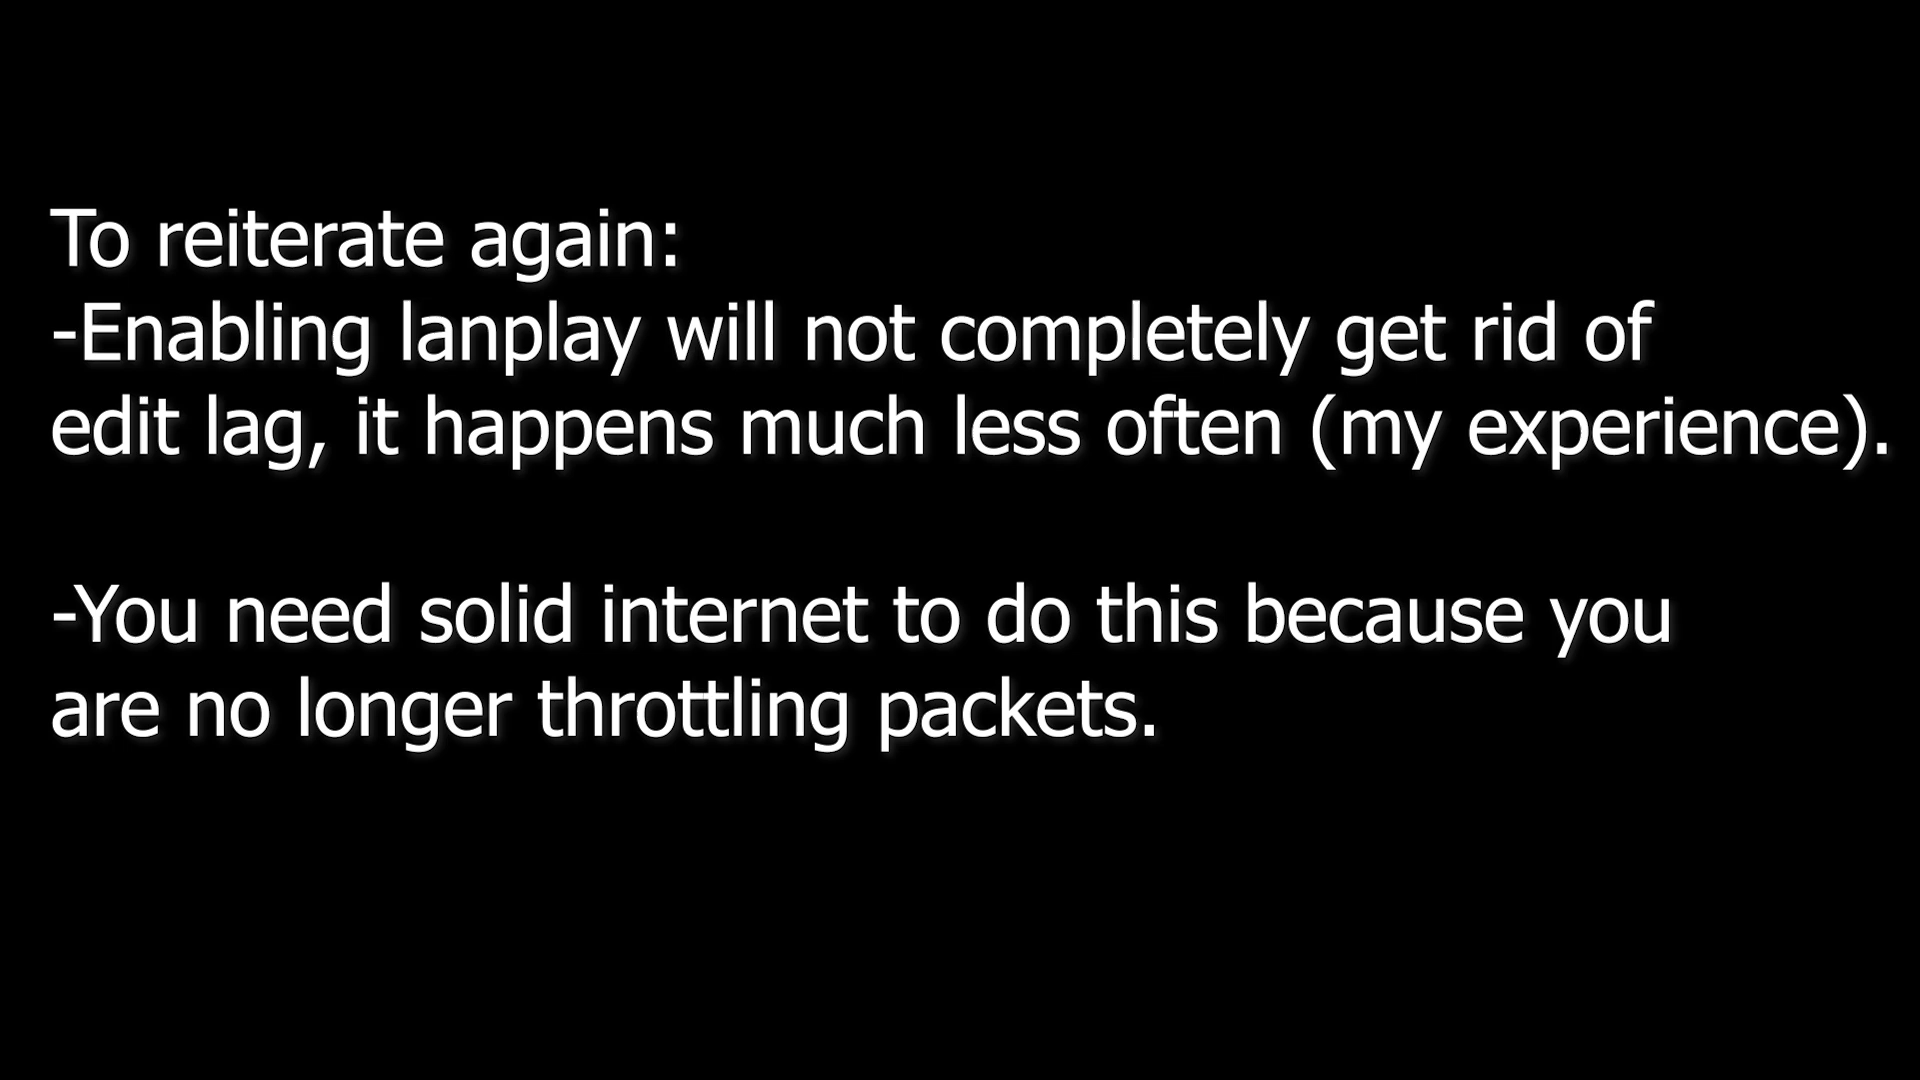 To reiterate again:
-Enabling lanplay will not completely get rid of
edit lag, it happens much less often (my experience).
-You need solid internet to do this because you
are no longer throttling packets.